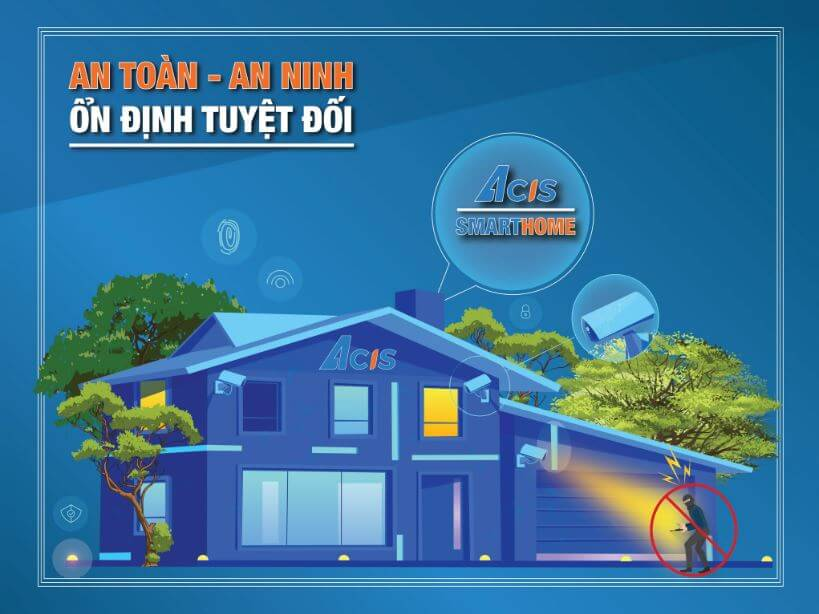 AN TOÀN - AN NINH
ỔN ĐỊNH TUYỆT ĐỐI
Acis
SMARTHOME
Acis